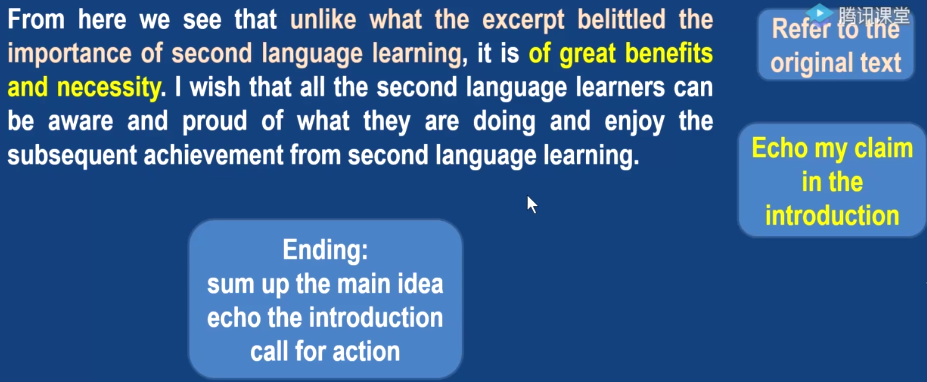 From here we see that unlike what the excerpt belittled the
importance of second language learning, it is of great benefits
and necessity. I wish that all the second language learners can
be aware and proud of what they are doing and enjoy the
subsequent achievement from second language learning.
腾讯课堂
Refer to the
original text
Echo my claim
in the
introduction
Ending:
sum up the main idea
echo the introduction
call for action